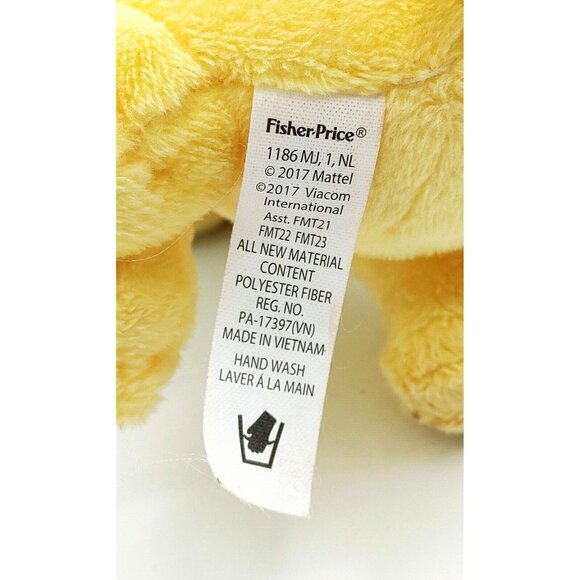 Fisher-Price®
1186 MJ, 1, NL
© 2017 Mattel
©2017 Viacom
International
Asst. FMT21
FMT22 FMT23
ALL NEW MATERIAL
CONTENT
POLYESTER FIBER
REG. NO.
PA-17397(VN)
MADE IN VIETNAM
HAND WASH
LAVER Á LA MAIN